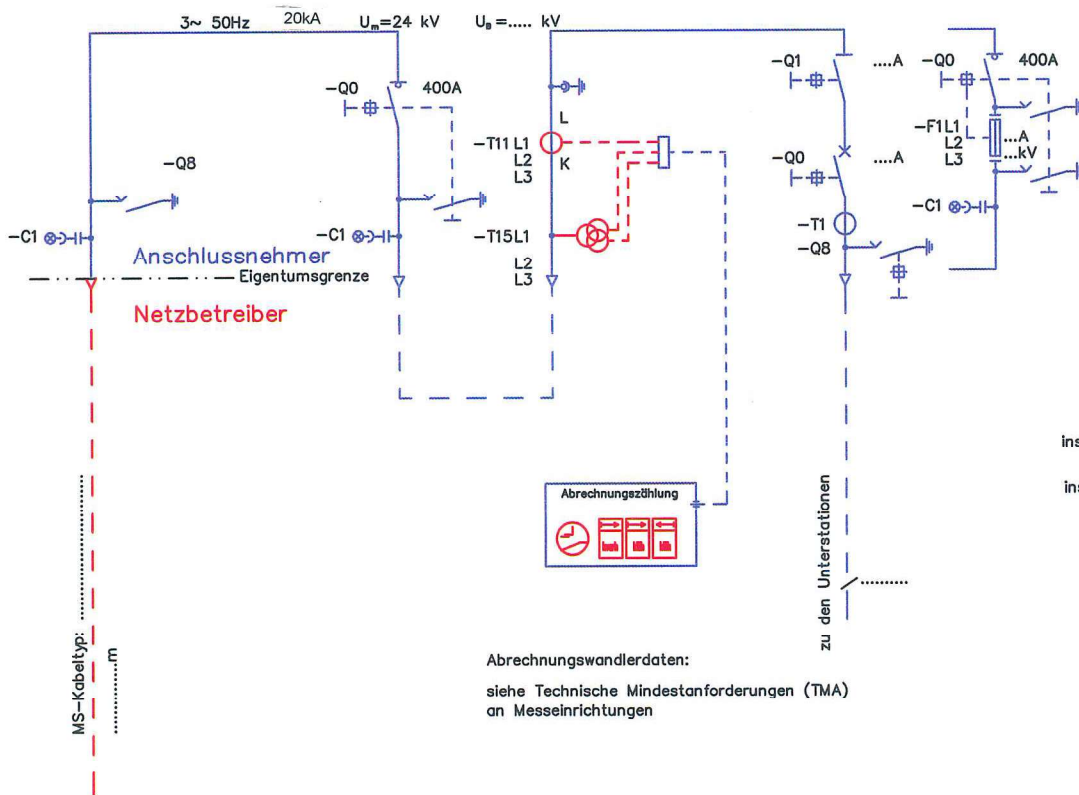 3~ 50Hz 20kA Uₘ=24 kV U_B=..... kV
-Q0 400A
-Q1 ....A
-Q0 400A
-Q8
-T11 L1
L2
L3
L
K
-F1 L1
L2
L3
...A
...kV
-Q0 ....A
-C1
-C1
-T15 L1
L2
L3
-T1
-Q8
-C1
Anschlussnehmer
Eigentumsgrenze
Netzbetreiber
ins
ins
Abrechnungszählung
zu den Unterstationen
..........
MS-Kabeltyp: ....................
.......... m
Abrechnungswandlerdaten:
siehe Technische Mindestanforderungen (TMA)
an Messeinrichtungen